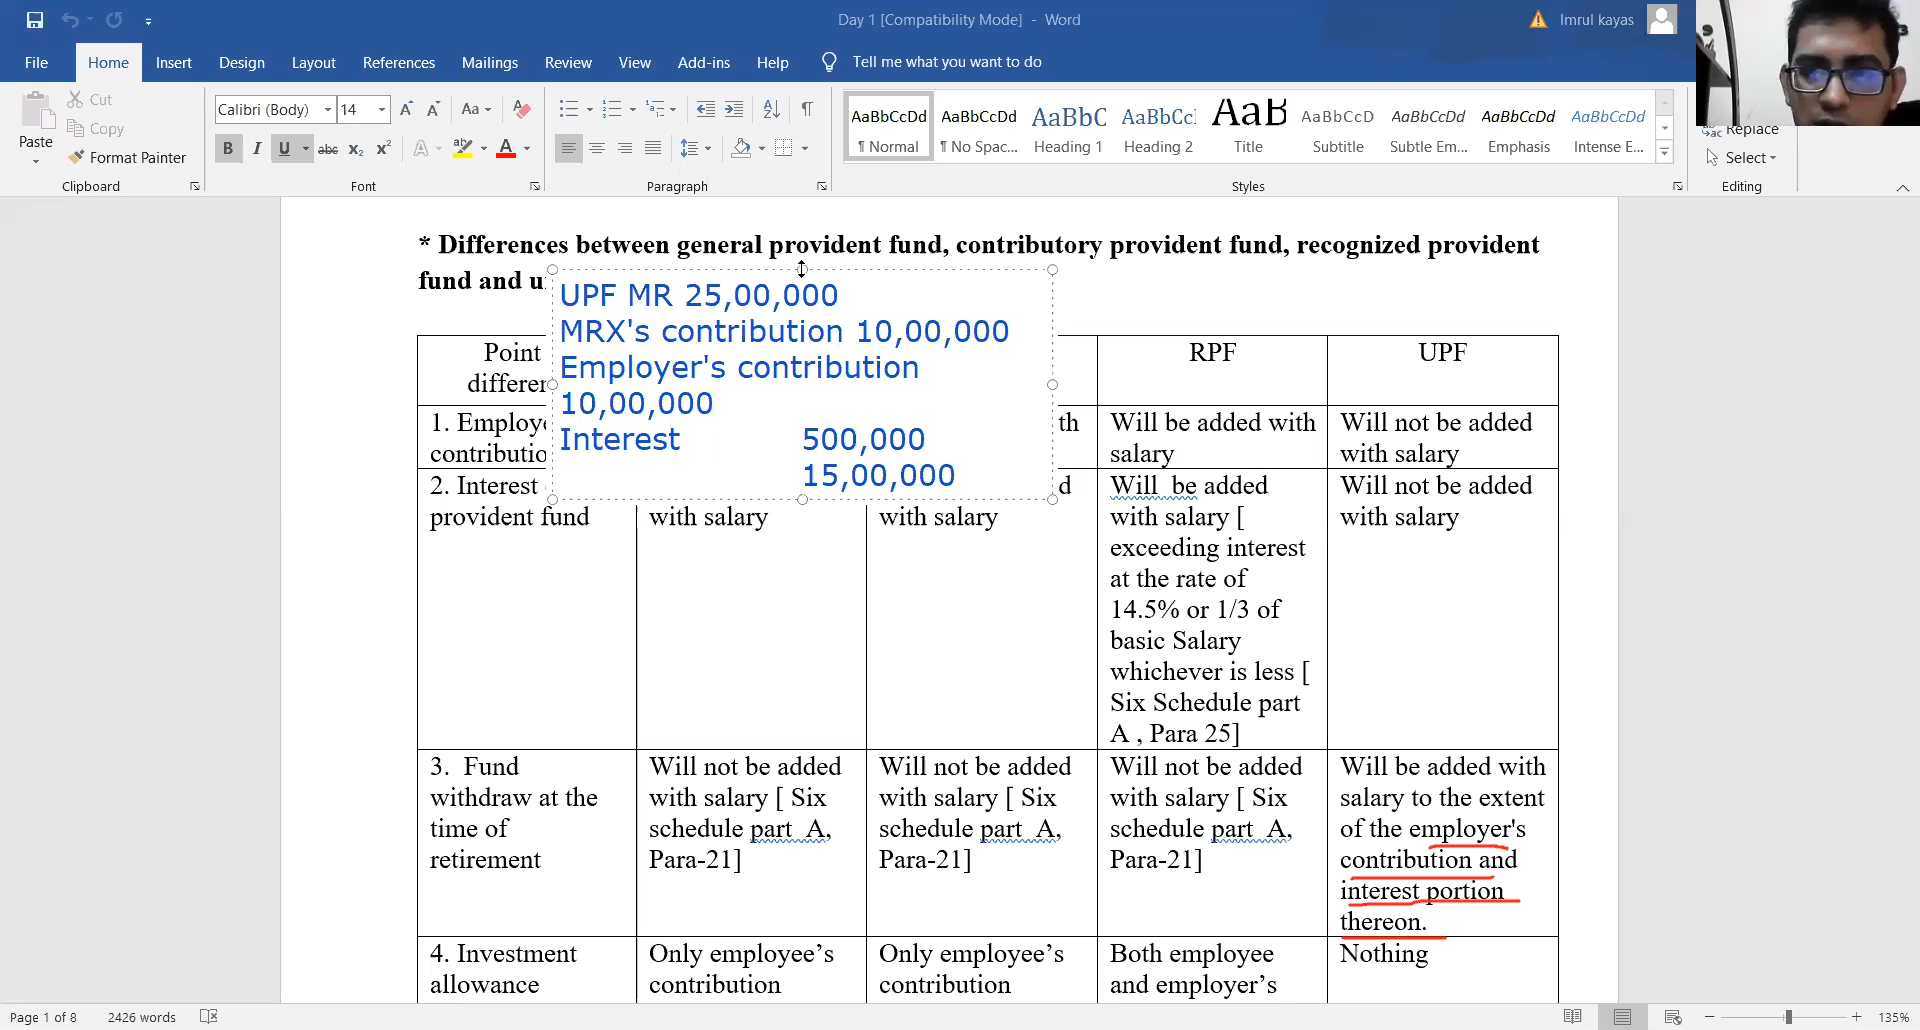 Day 1 [Compatibility Mode] - Word
Imrul kayas
File Home Insert Design Layout References Mailings Review View Add-ins Help Tell me what you want to do
Paste
Cut
Copy
Format Painter
Clipboard
Calibri (Body) 14
Aa
B I U abc x₂ x² A A
Font
Paragraph
AaBbCcDd AaBbCcDd AaBbC AaBbCcl AaB AaBbCcD AaBbCcDd AaBbCcDd AaBbCcDd
¶ Normal ¶ No Spac... Heading 1 Heading 2 Title Subtitle Subtle Em... Emphasis Intense E...
Styles
Replace
Select
Editing
* Differences between general provident fund, contributory provident fund, recognized provident
fund and u
UPF MR 25,00,000
MRX's contribution 10,00,000
Employer's contribution
10,00,000
Interest 500,000
15,00,000
Point
differen
RPF
UPF
1. Employe
contributio
th
Will be added with
salary
Will not be added
with salary
2. Interest
provident fund
with salary
d
with salary
Will be added
with salary [
exceeding interest
at the rate of
14.5% or 1/3 of
basic Salary
whichever is less [
Six Schedule part
A , Para 25]
Will not be added
with salary
3. Fund
withdraw at the
time of
retirement
Will not be added
with salary [ Six
schedule part A,
Para-21]
Will not be added
with salary [ Six
schedule part A,
Para-21]
Will not be added
with salary [ Six
schedule part A,
Para-21]
Will be added with
salary to the extent
of the employer's
contribution and
interest portion
thereon.
4. Investment
allowance
Only employee’s
contribution
Only employee’s
contribution
Both employee
and employer’s
Nothing
Page 1 of 8 2426 words
135%